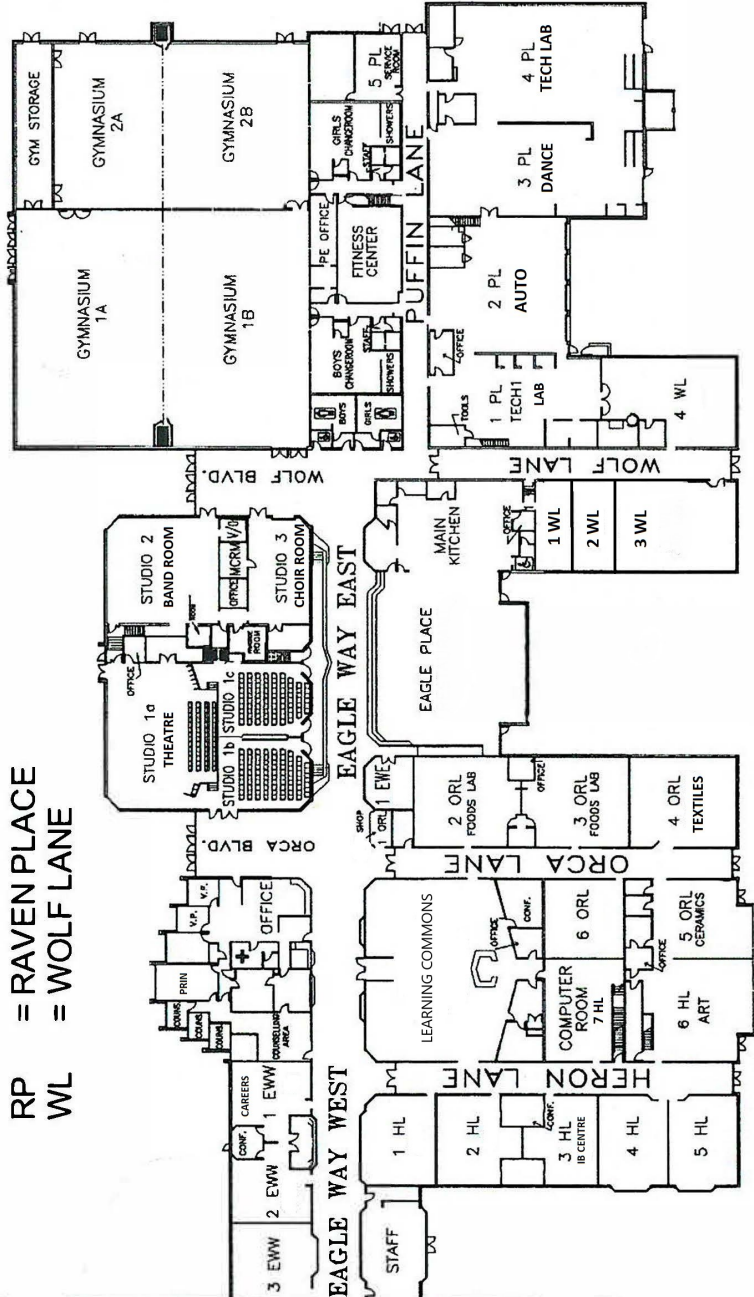 RP = RAVEN PLACE
WL = WOLF LANE
GYM STORAGE
GYMNASIUM
2A
GYMNASIUM
2B
GYMNASIUM
1A
GYMNASIUM
1B
5 PL
SERVICE
ROOM
GIRLS
CHANGEROOM
STAFF
SHOWERS
PE OFFICE
FITNESS
CENTER
BOYS
CHANGEROOM
STAFF
SHOWERS
BOYS
GIRLS
PUFFIN LANE
4 PL
TECH LAB
3 PL
DANCE
2 PL
AUTO
OFFICE
1 PL
TECH1
LAB
TOOLS
4 WL
WOLF BLVD.
WOLF LANE
STUDIO 2
BAND ROOM
OFFICE
MCRM
V/O
STUDIO 3
CHOIR ROOM
OFFICE
STUDIO 1a
THEATRE
STUDIO 1b
STUDIO 1c
ROOM
EAGLE WAY EAST
MAIN
KITCHEN
OFFICE
1 WL
2 WL
3 WL
EAGLE PLACE
ORCA BLVD.
SHOP
1 ORL
1 EWE
2 ORL
FOODS LAB
OFFICE
3 ORL
FOODS LAB
4 ORL
TEXTILES
ORCA LANE
V.P.
V.P.
OFFICE
PRIN
COUNS.
COUNS.
COUNS.
COUNSELLING
AREA
LEARNING COMMONS
CONF.
OFFICE
6 ORL
5 ORL
CERAMICS
OFFICE
COMPUTER
ROOM
7 HL
6 HL
ART
HERON LANE
CAREERS
1 EWW
CONF.
2 EWW
3 EWW
EAGLE WAY WEST
1 HL
2 HL
CONF.
3 HL
IB CENTRE
4 HL
5 HL
STAFF